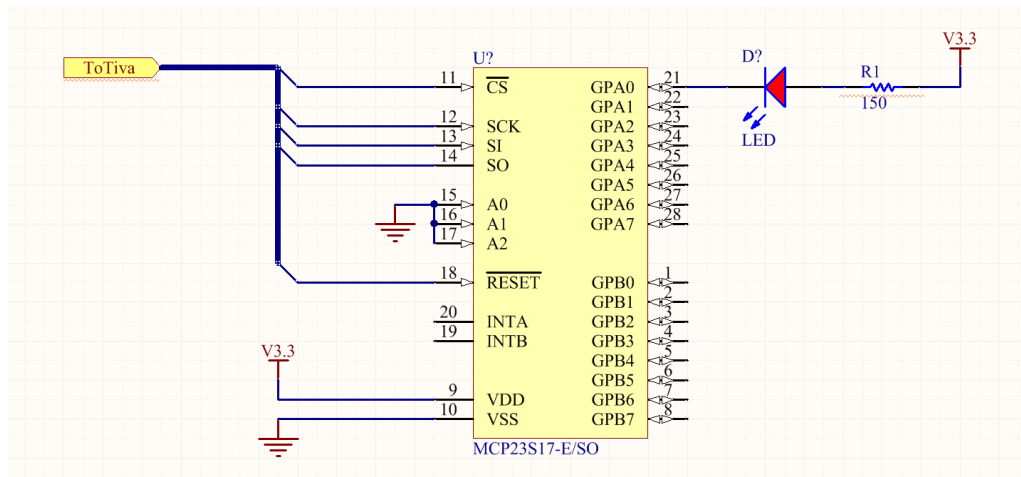 ToTiva
U?
11
CS
12
SCK
13
SI
14
SO
15
A0
16
A1
17
A2
18
RESET
20
INTA
19
INTB
V3.3
9
VDD
10
VSS
GPA0
21
GPA1
22
GPA2
23
GPA3
24
GPA4
25
GPA5
26
GPA6
27
GPA7
28
GPB0
1
GPB1
2
GPB2
3
GPB3
4
GPB4
5
GPB5
6
GPB6
7
GPB7
8
MCP23S17-E/SO
D?
LED
R1
150
V3.3